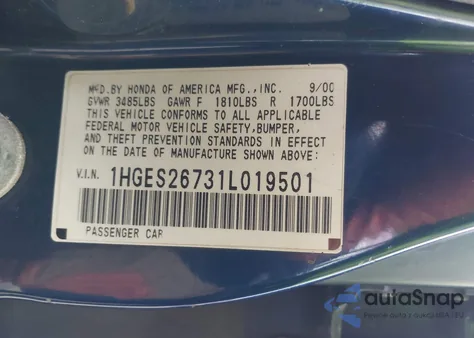 MFD.BY HONDA OF AMERICA MFG.,INC. 9/00
GVWR 3485LBS GAWR F 1810LBS R 1700LBS
THIS VEHICLE CONFORMS TO ALL APPLICABLE
FEDERAL MOTOR VEHICLE SAFETY,BUMPER,
AND THEFT PREVENTION STANDARDS IN EFFECT
ON THE DATE OF MANUFACTURE SHOWN ABOVE.
V.I.N. 1HGES26731L019501
PASSENGER CAR
autoSnap